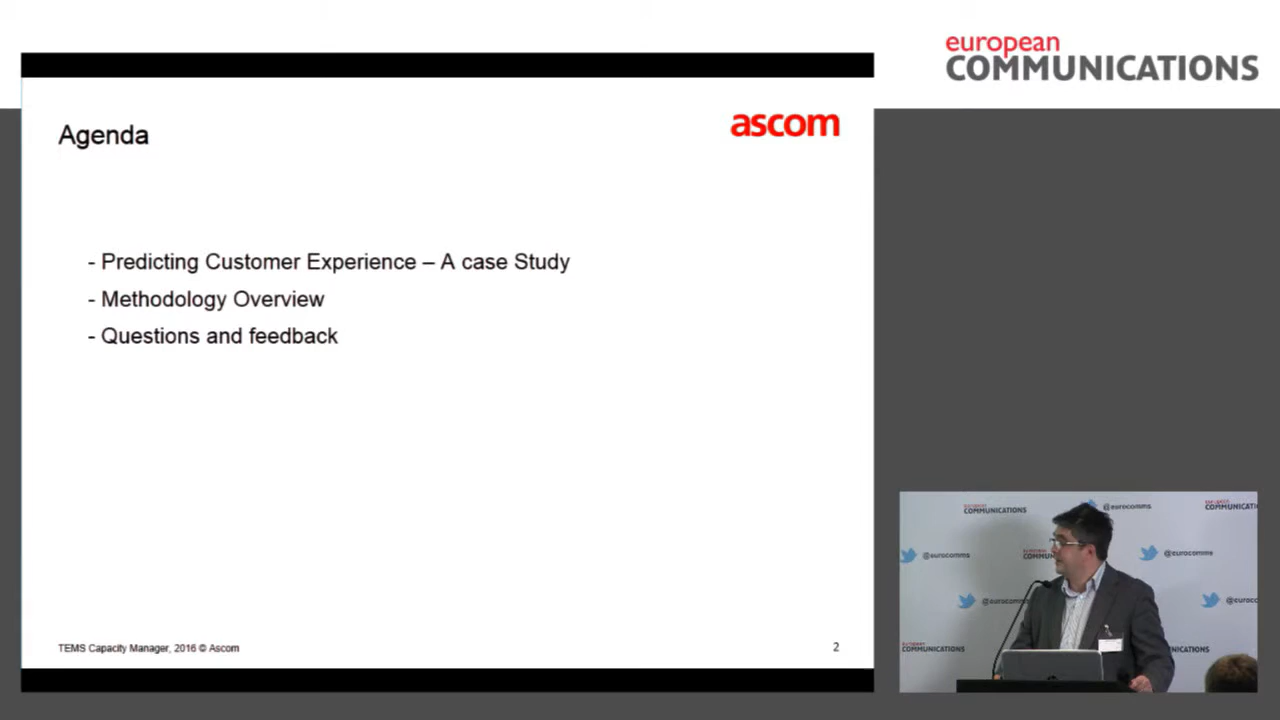 european
COMMUNICATIONS
ascom
Agenda
- Predicting Customer Experience – A case Study
- Methodology Overview
- Questions and feedback
TEMS Capacity Manager, 2016 © Ascom
2
COMMUNICATIONS
@eurocomms
@eurocomms
@eurocomms
COMMUNICATIONS